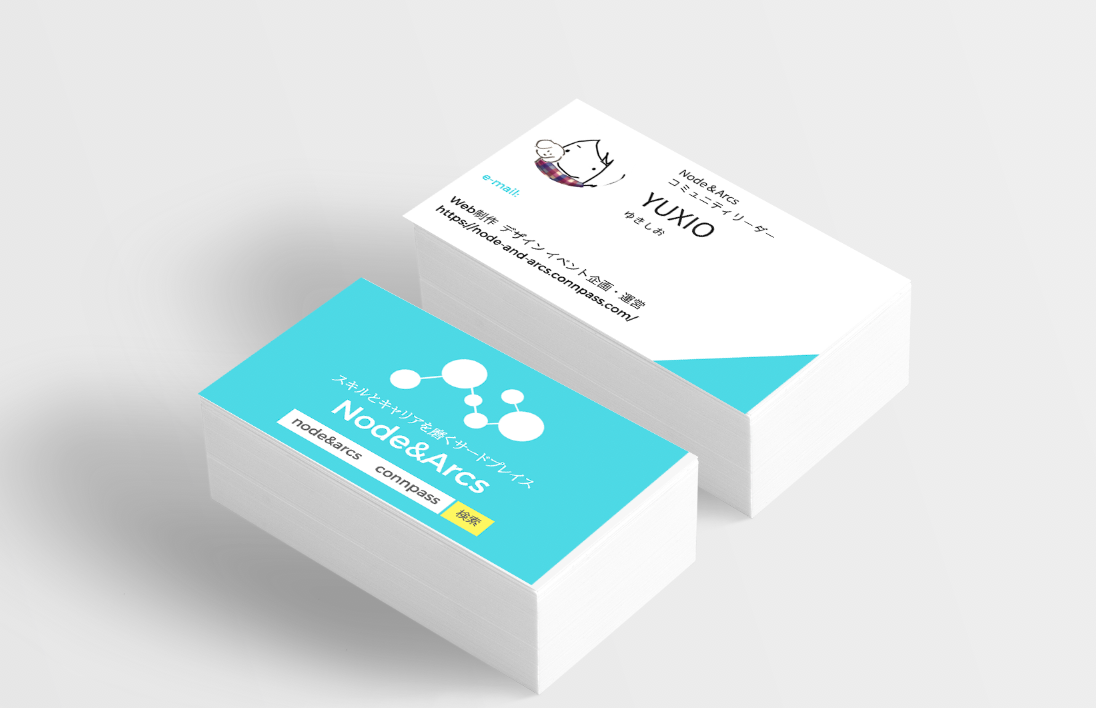 Node&Arcs
コミュニティリーダー
YUXIO
ゆきしお
e-mail:
Web制作 デザイン イベント企画・運営
https://node-and-arcs.connpass.com/
スキルとキャリアを磨くサードプレイス
Node&Arcs
node&arcs connpass 検索